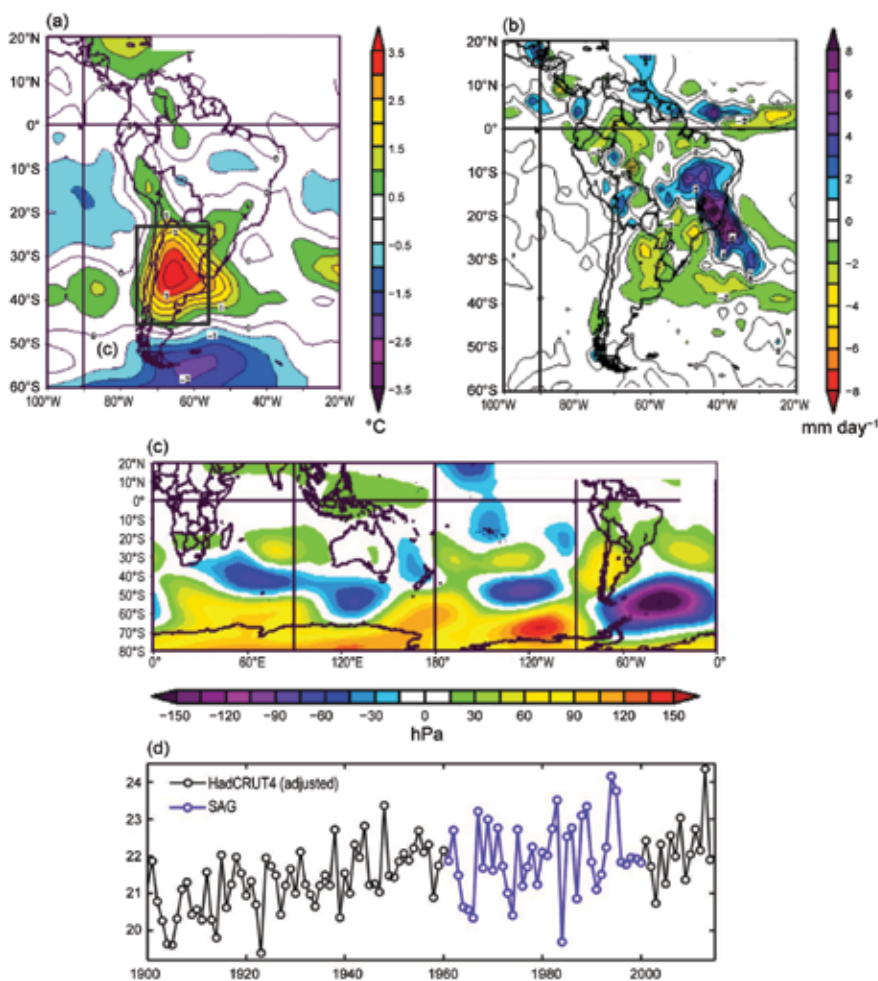 (a)
(b)
20°N
10°N
0°
10°S
20°S
30°S
40°S
50°S
60°S
100°W
80°W
60°W
40°W
20°W
(c)
3.5
2.5
1.5
0.5
−0.5
−1.5
−2.5
−3.5
°C
20°N
10°N
0°
10°S
20°S
30°S
40°S
50°S
60°S
100°W
80°W
60°W
40°W
20°W
8
6
4
2
0
−2
−4
−6
−8
mm day⁻¹
(c)
20°N
10°N
0°
10°S
20°S
30°S
40°S
50°S
60°S
70°S
80°S
0°
60°E
120°E
180°
120°W
60°W
0°
−150 −120 −90 −60 −30 0 30 60 90 120 150
hPa
(d)
24
23
22
21
20
HadCRUT4 (adjusted)
SAG
1900 1920 1940 1960 1980 2000